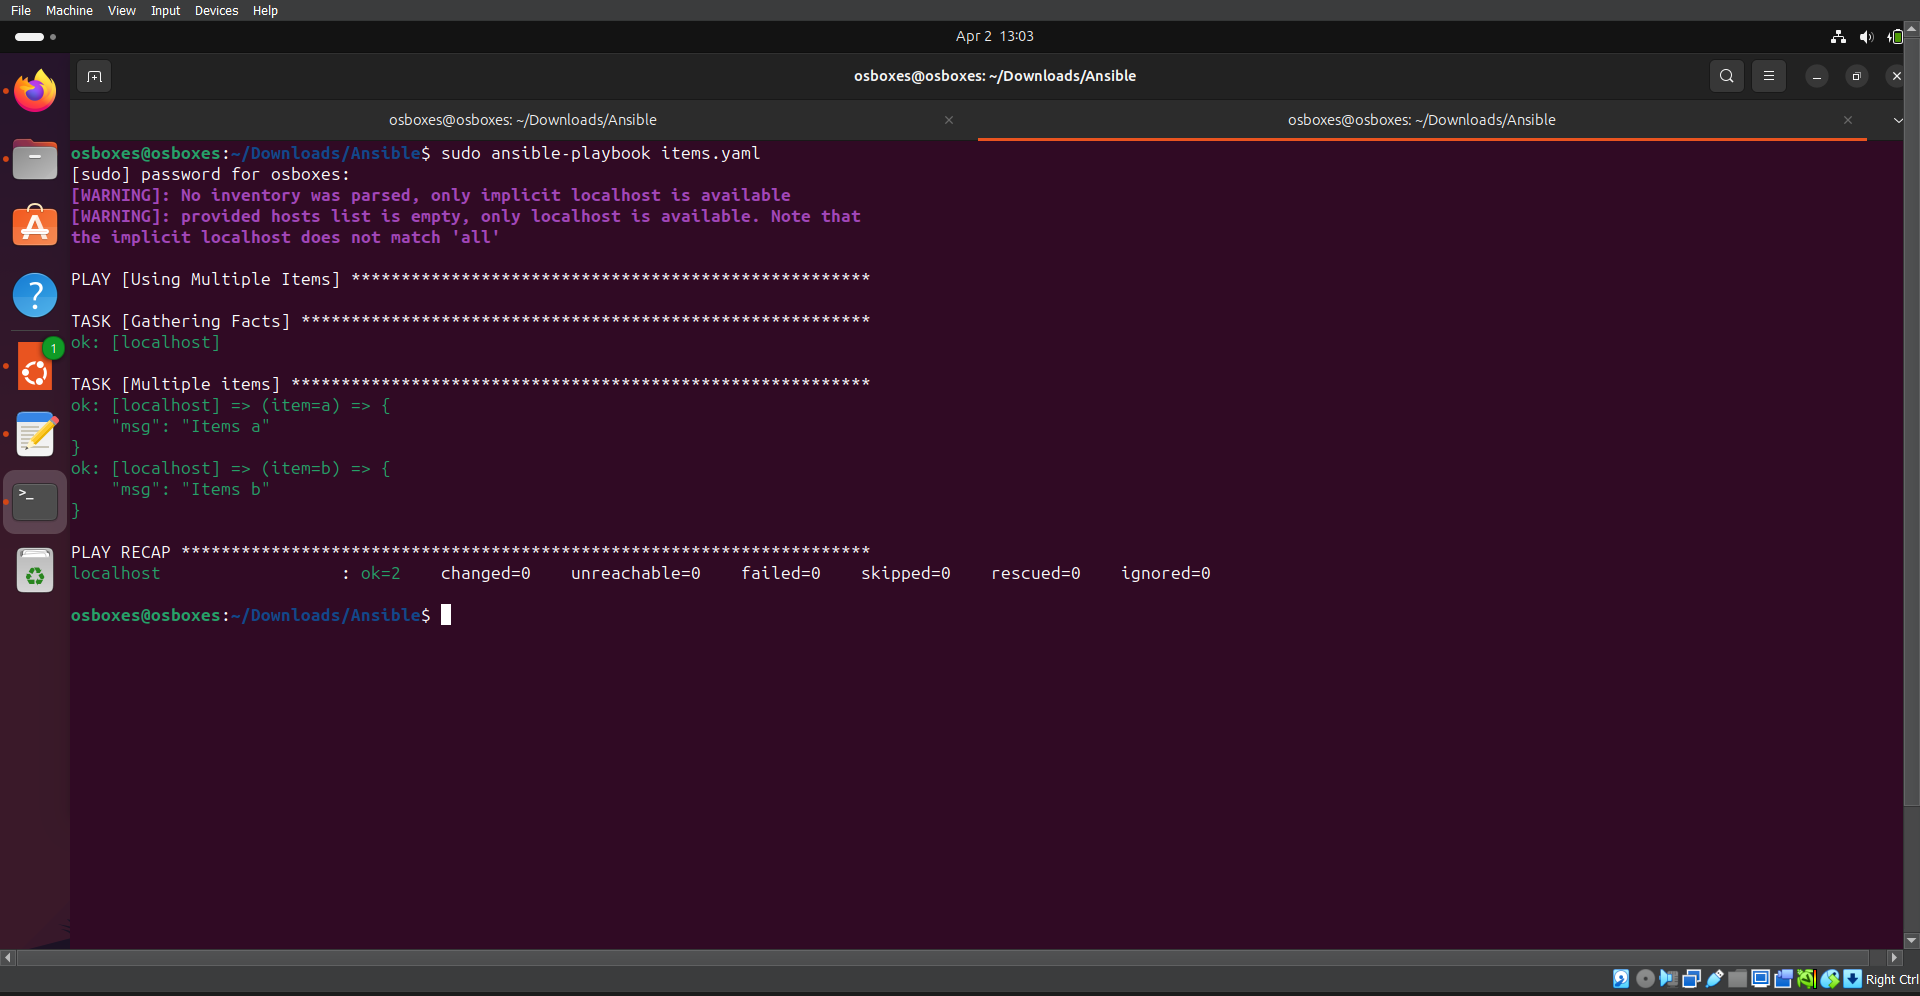 File Machine View Input Devices Help
Apr 2 13:03
osboxes@osboxes: ~/Downloads/Ansible
osboxes@osboxes: ~/Downloads/Ansible
osboxes@osboxes: ~/Downloads/Ansible
osboxes@osboxes:~/Downloads/Ansible$ sudo ansible-playbook items.yaml
[sudo] password for osboxes:
[WARNING]: No inventory was parsed, only implicit localhost is available
[WARNING]: provided hosts list is empty, only localhost is available. Note that
the implicit localhost does not match 'all'
PLAY [Using Multiple Items] ****************************************************
TASK [Gathering Facts] *********************************************************
ok: [localhost]
TASK [Multiple items] **********************************************************
ok: [localhost] => (item=a) => {
    "msg": "Items a"
}
ok: [localhost] => (item=b) => {
    "msg": "Items b"
}
PLAY RECAP *********************************************************************
localhost                  : ok=2    changed=0    unreachable=0    failed=0    skipped=0    rescued=0    ignored=0
osboxes@osboxes:~/Downloads/Ansible$
1
Right Ctrl